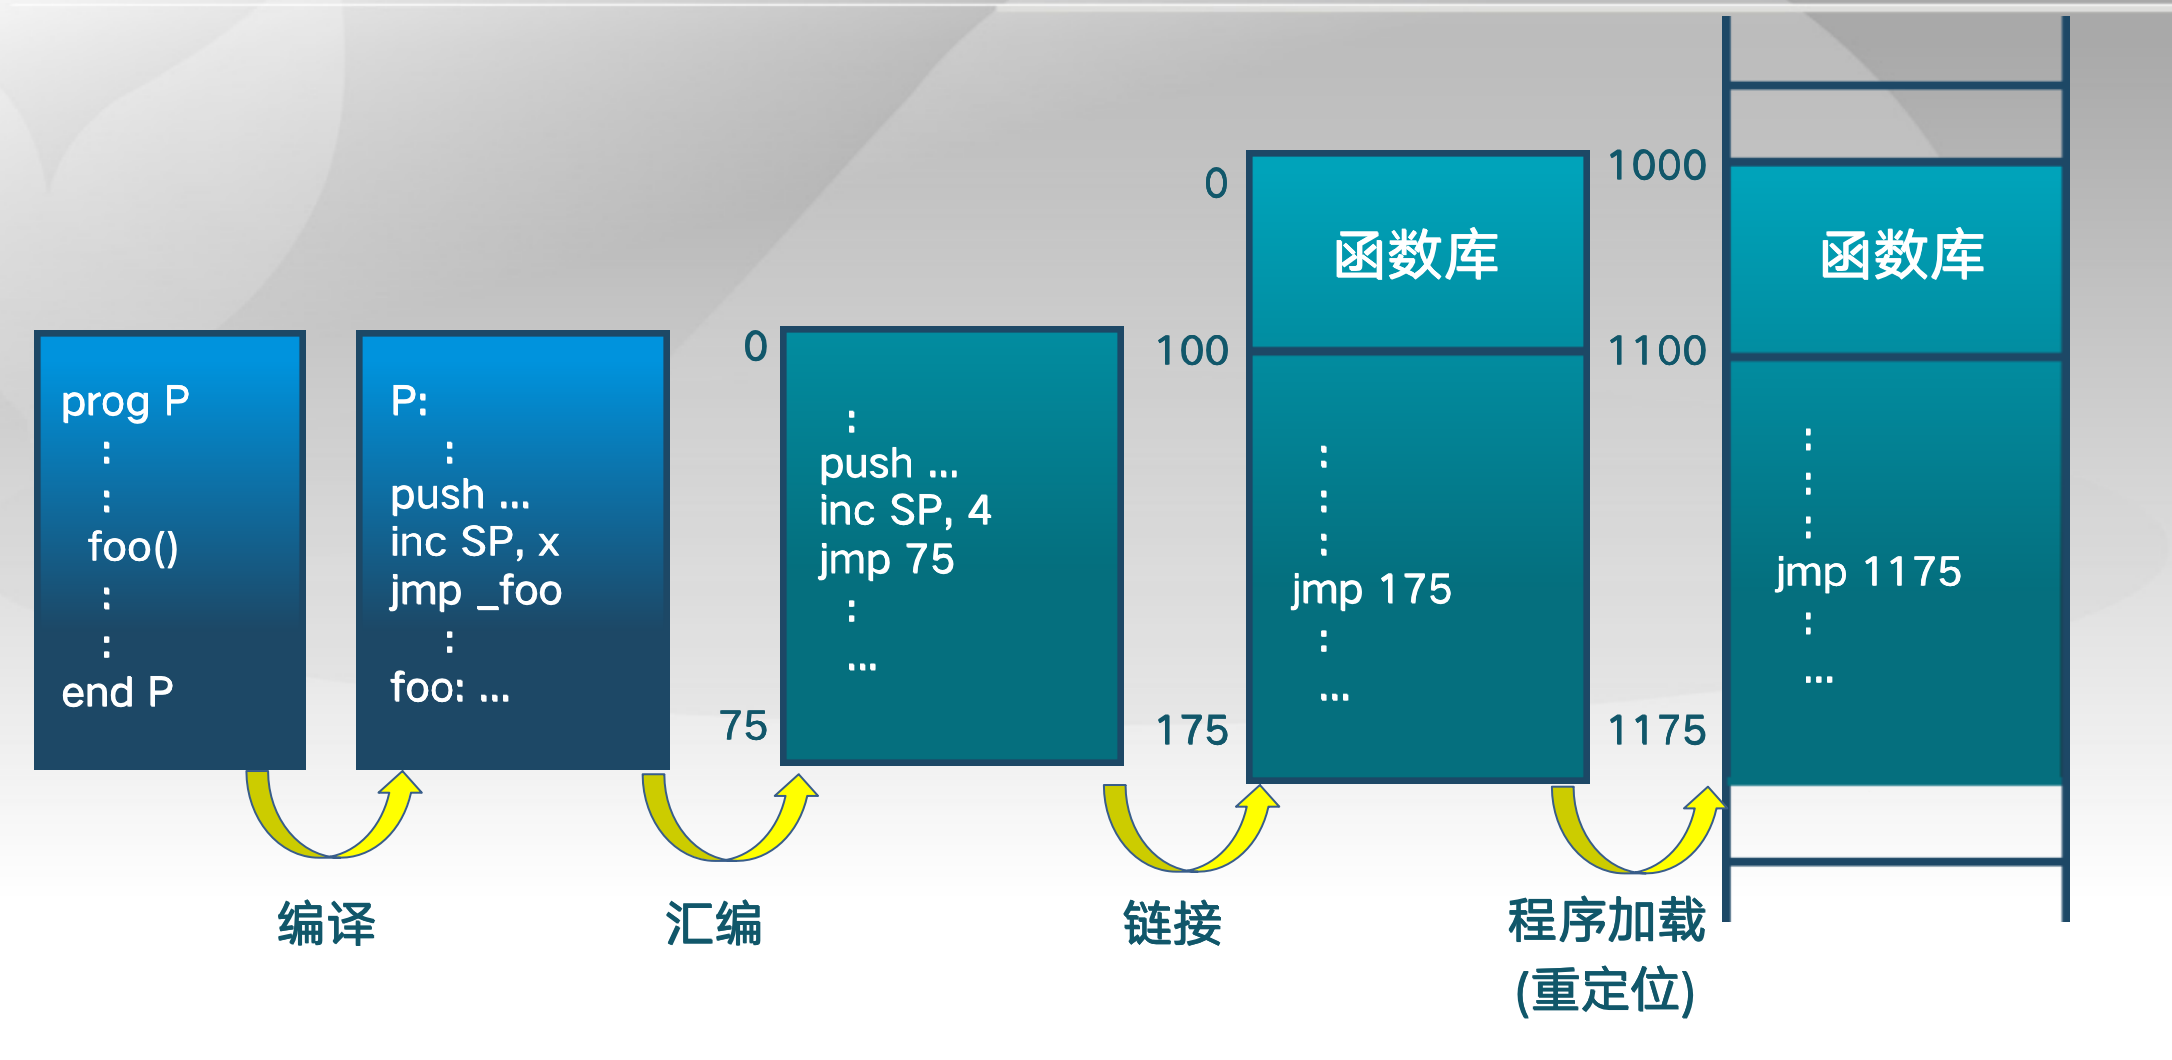 prog P
:
:
foo()
:
:
end P
P:
:
push ...
inc SP, x
jmp _foo
:
foo: ...
0
75
:
push ...
inc SP, 4
jmp 75
:
...
0
100
175
函数库
:
:
:
jmp 175
:
...
1000
1100
1175
函数库
:
:
:
jmp 1175
:
...
编译
汇编
链接
程序加载
(重定位)